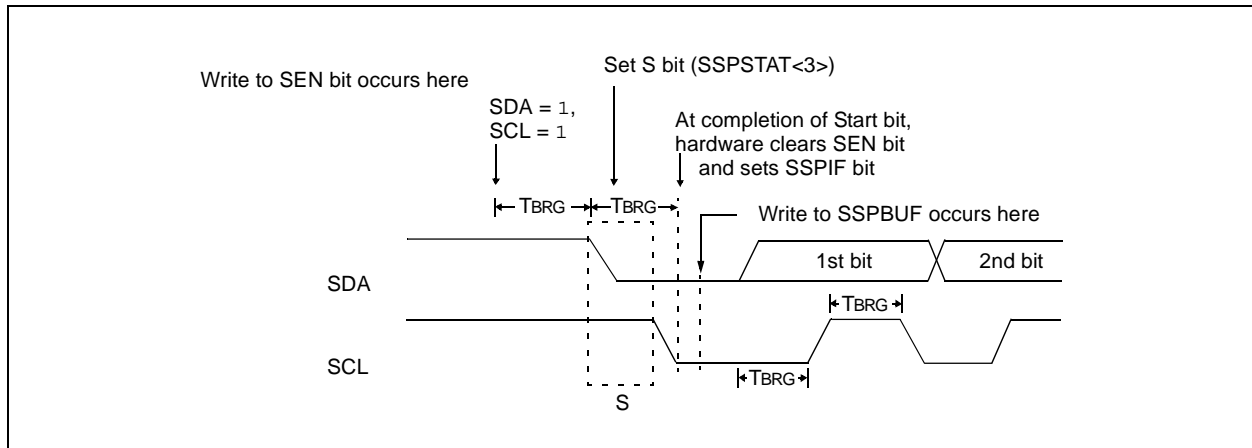 Write to SEN bit occurs here
Set S bit (SSPSTAT<3>)
SDA = 1,
SCL = 1
At completion of Start bit,
hardware clears SEN bit
and sets SSPIF bit
TBRG
TBRG
Write to SSPBUF occurs here
1st bit
2nd bit
SDA
TBRG
SCL
TBRG
S